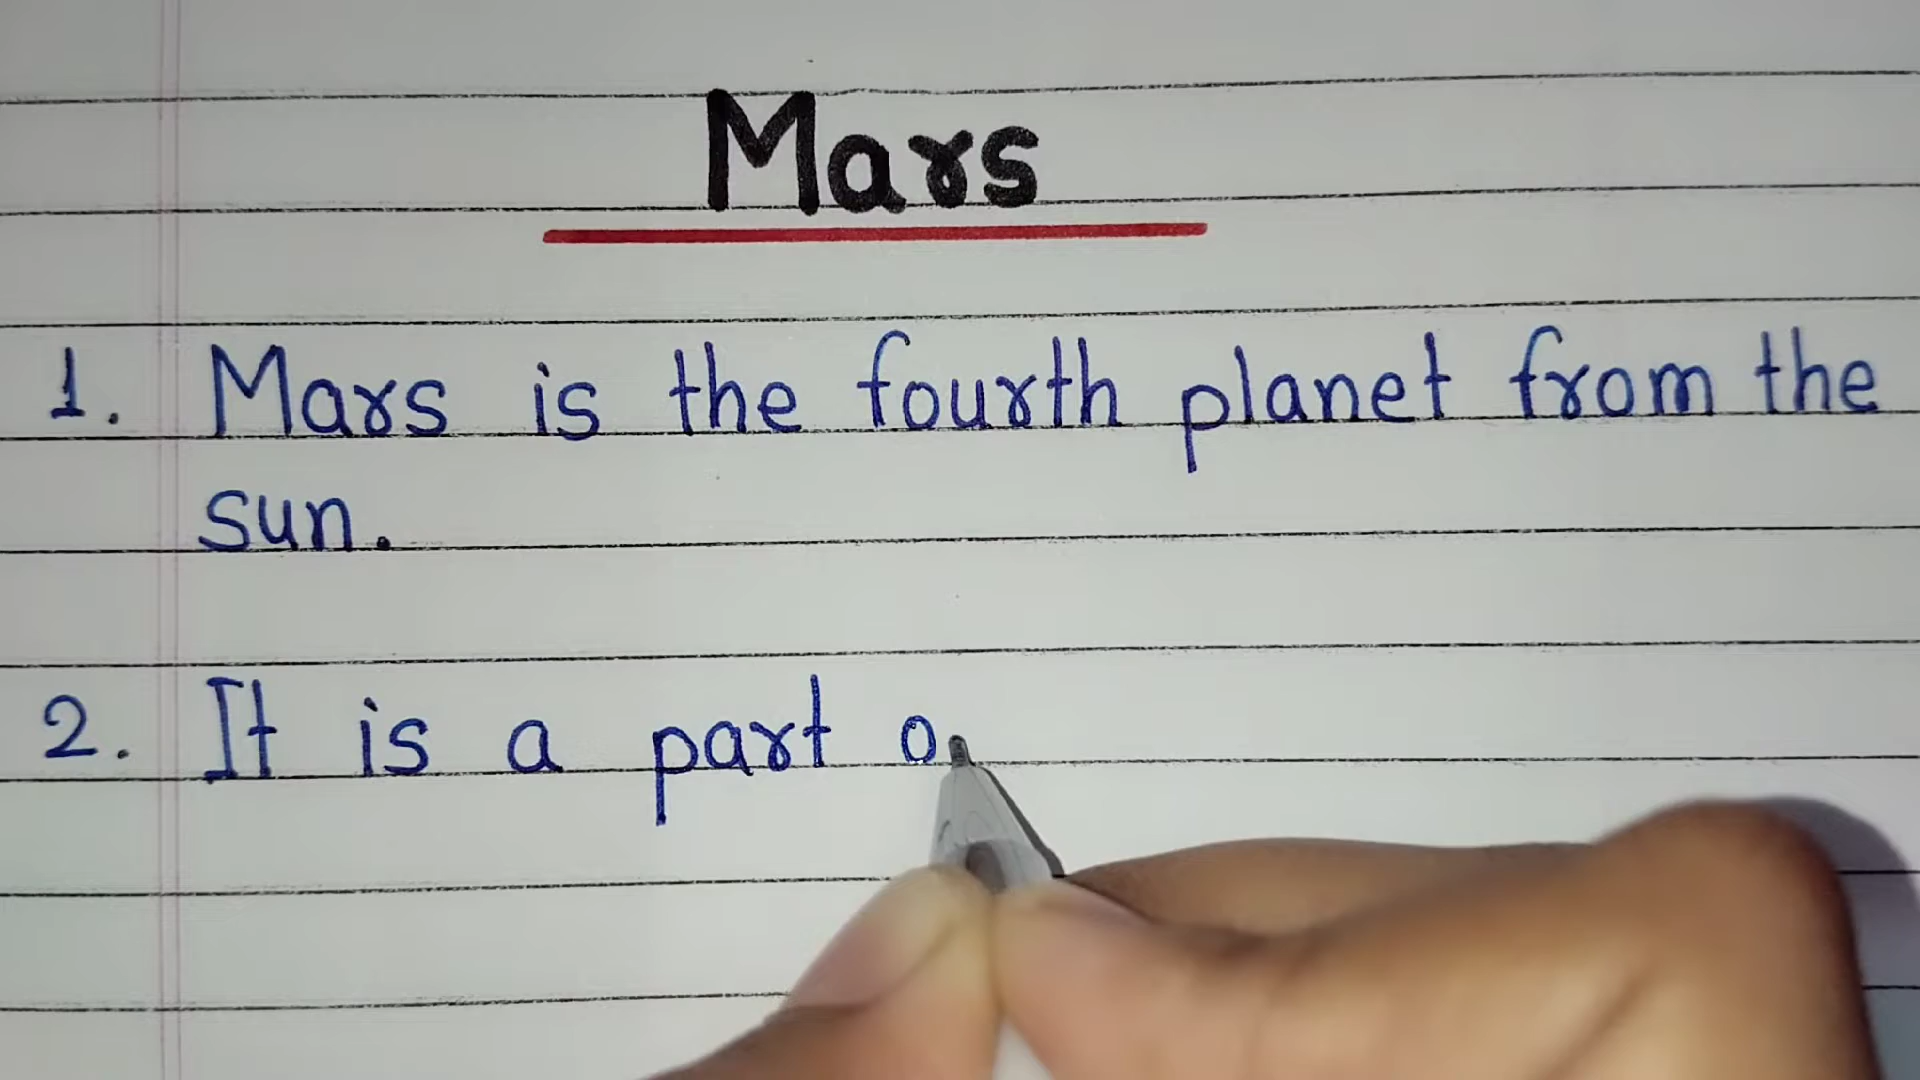 Mars
1. Mars is the fourth planet from the
sun.
2. It is a part o